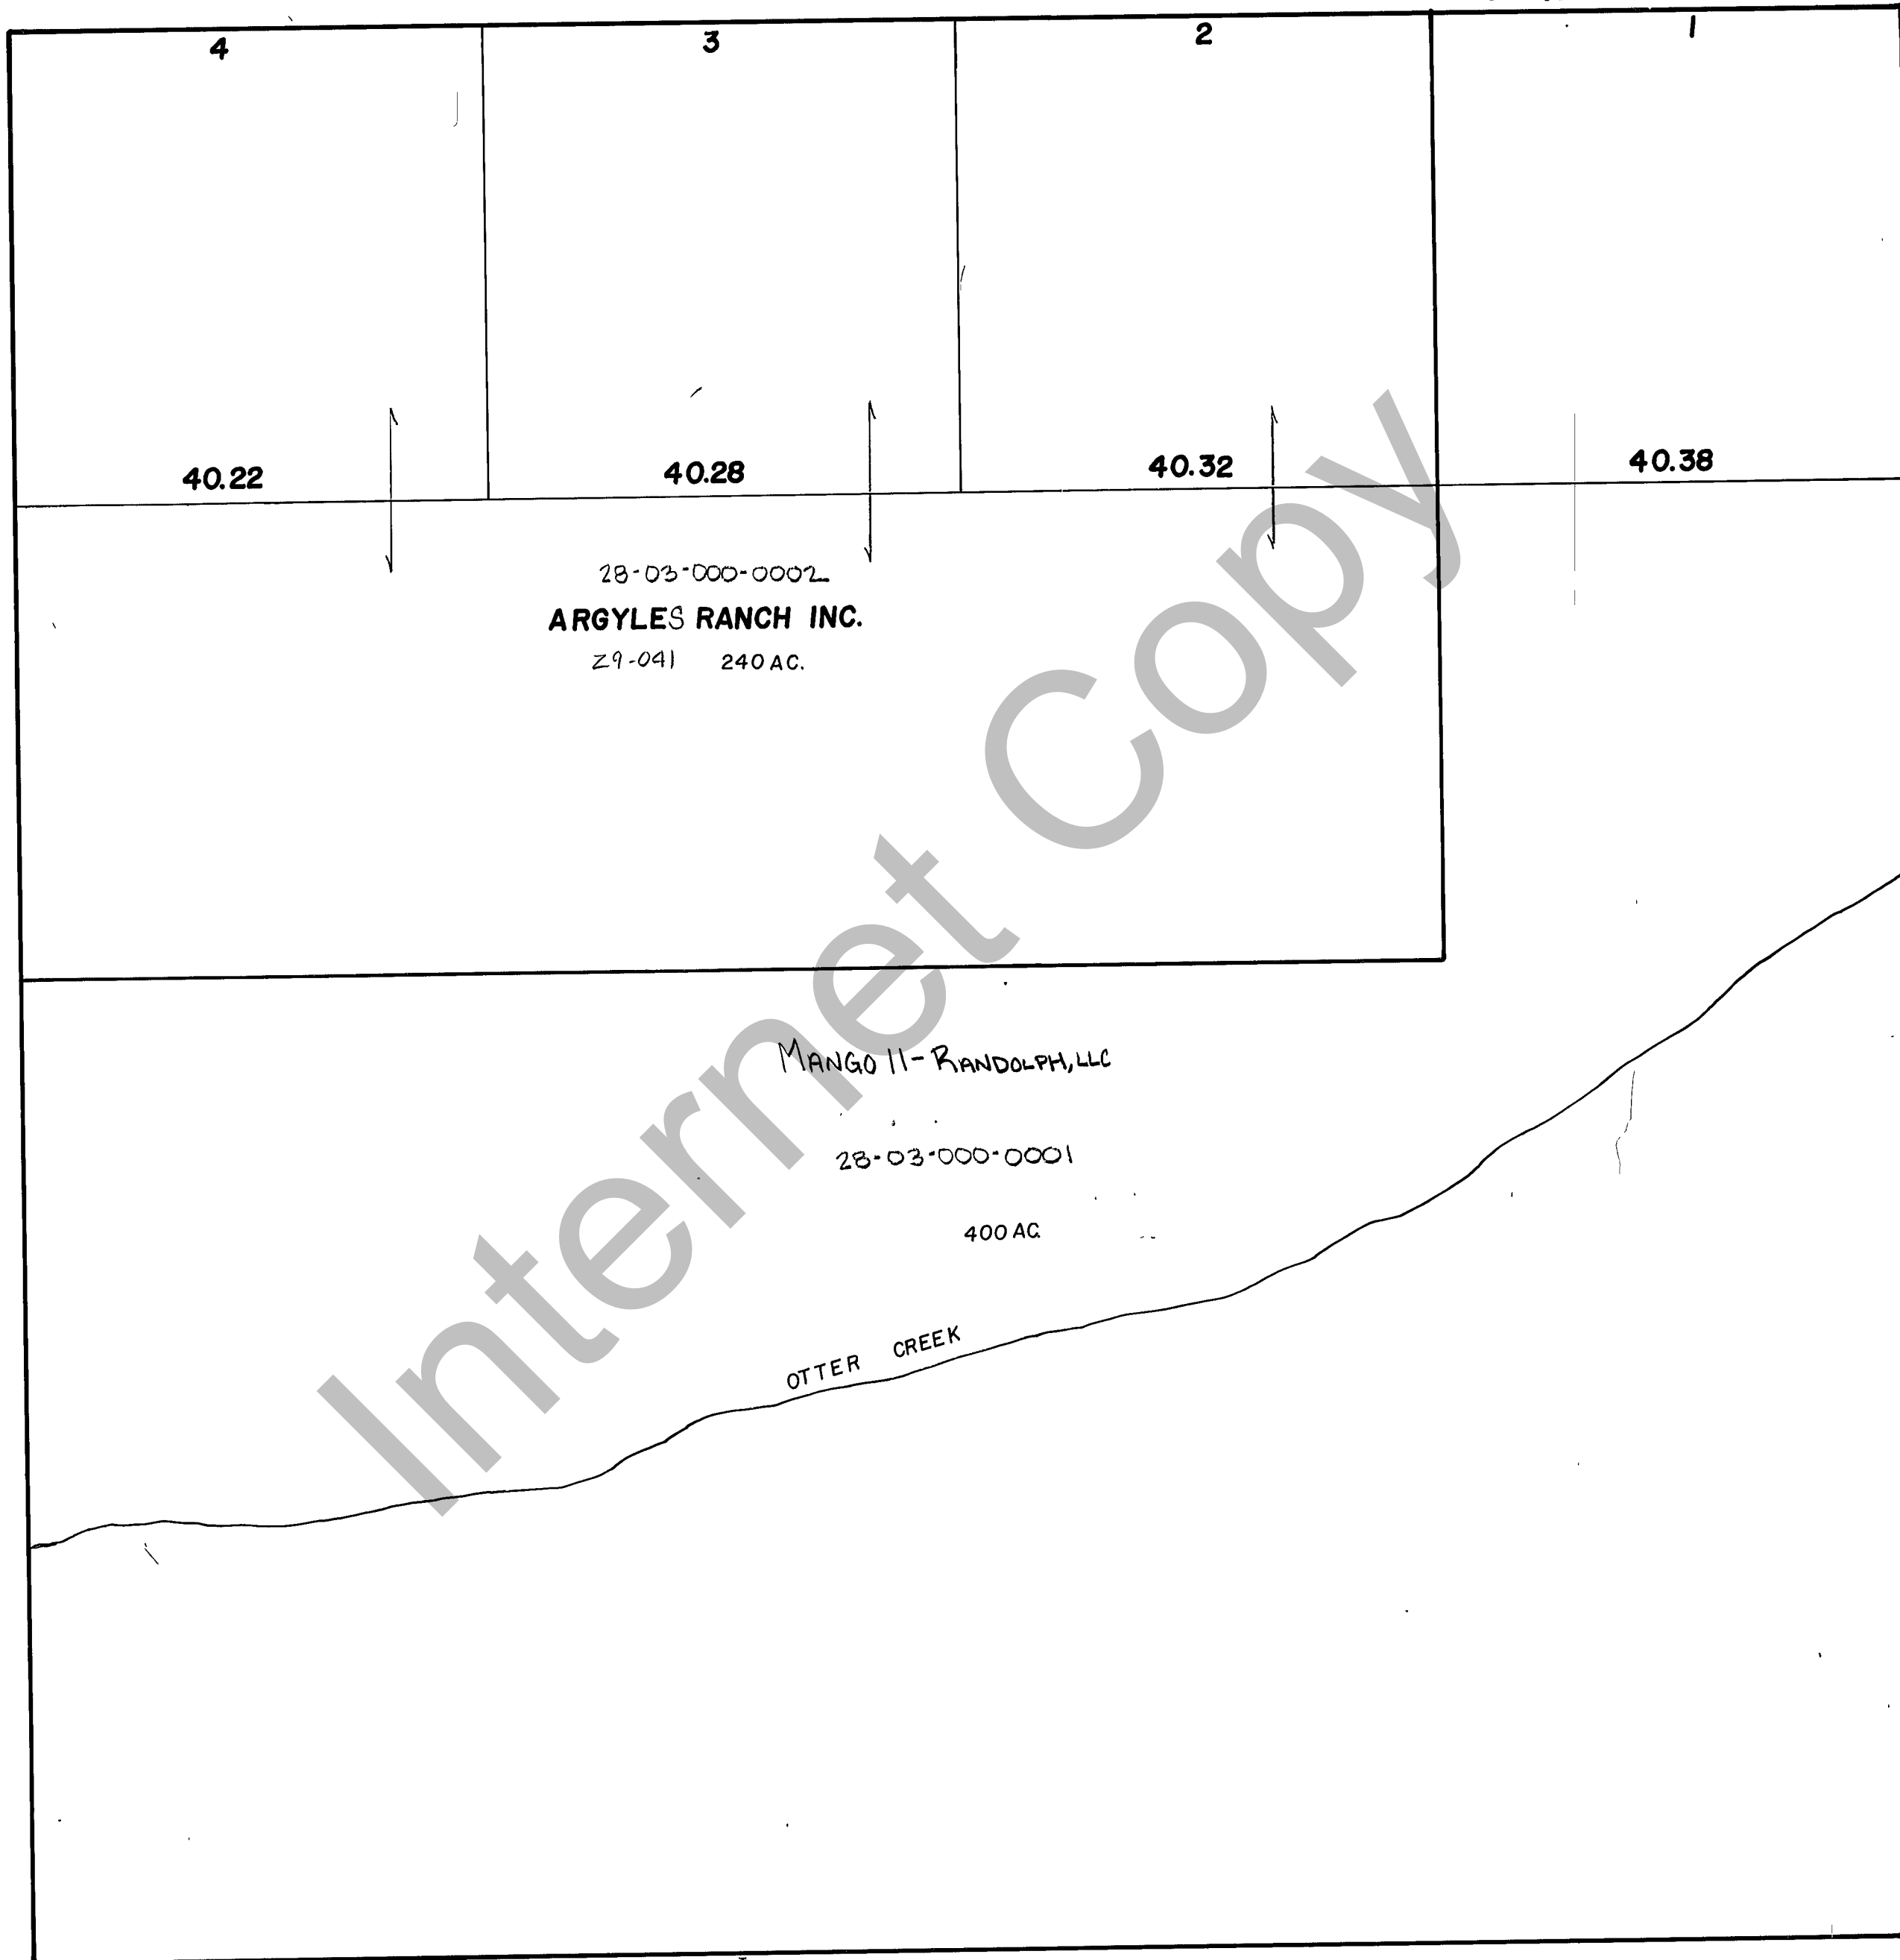 4 3 2 1
40.22 40.28 40.32 40.38
28-03-000-0002
ARGYLES RANCH INC.
Z9-041 240 AC.
MANGO II-RANDOLPH, LLC
28-03-000-0001
400 AC.
OTTER CREEK
Internet Copy